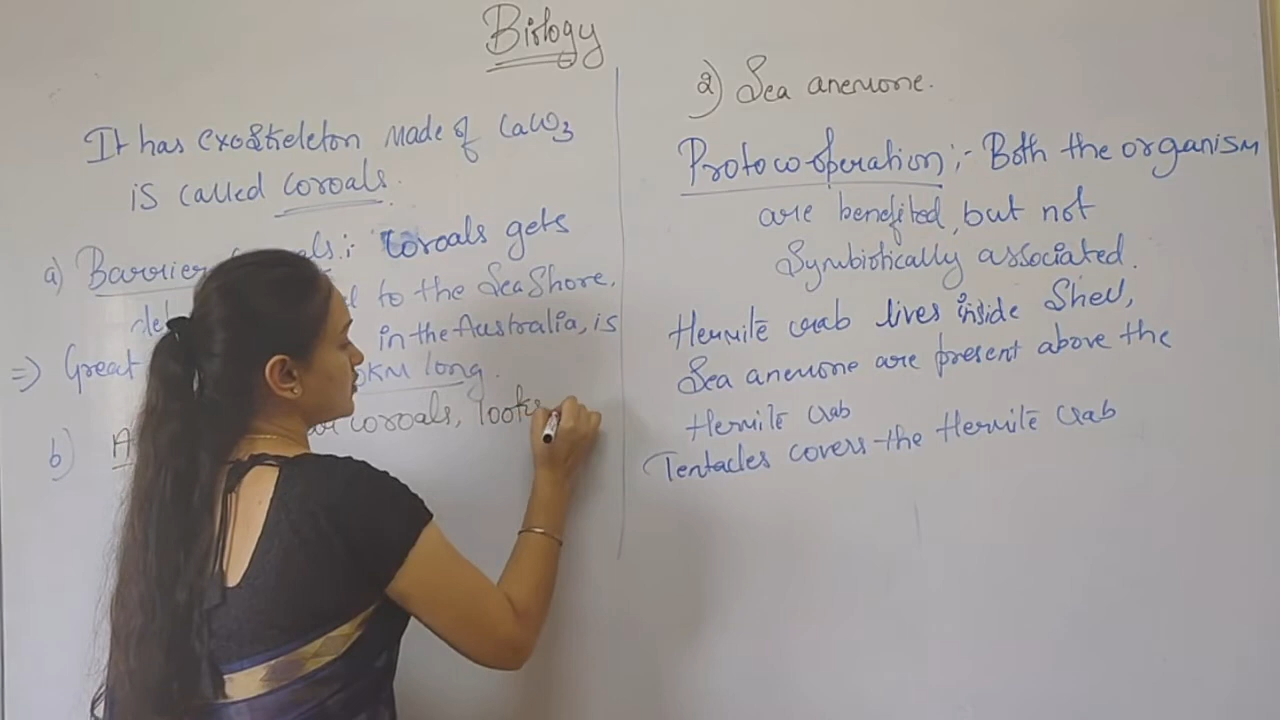 Biology
It has exoskeleton made of CaCO3
is called coroals.
a) Barrier Coroals:- Coroals gets
to the Sea Shore.
=> Great in the Australia, is
KM long.
b) A coroals, looks
2) Sea anemone.
Protocooperation:- Both the organism
are benefited, but not
Symbiotically associated.
Hermite crab lives inside Shell,
Sea anemone are present above the
Hermite Crab
Tentacles covers the Hermite Crab